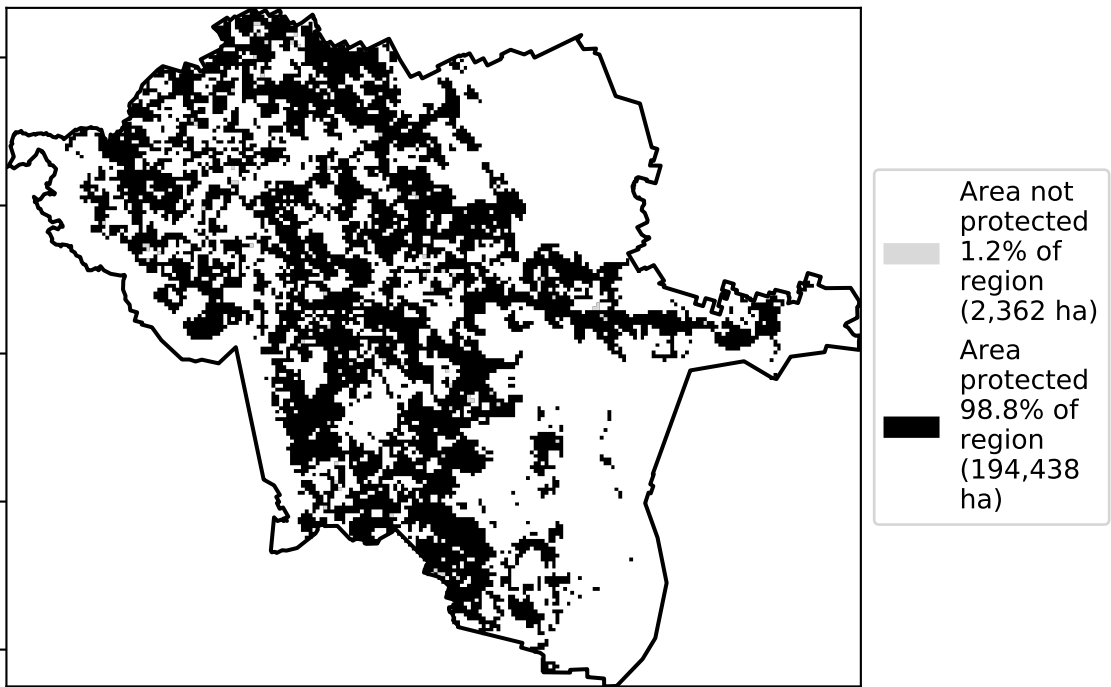 Area not
protected
1.2% of
region
(2,362 ha)
Area
protected
98.8% of
region
(194,438
ha)